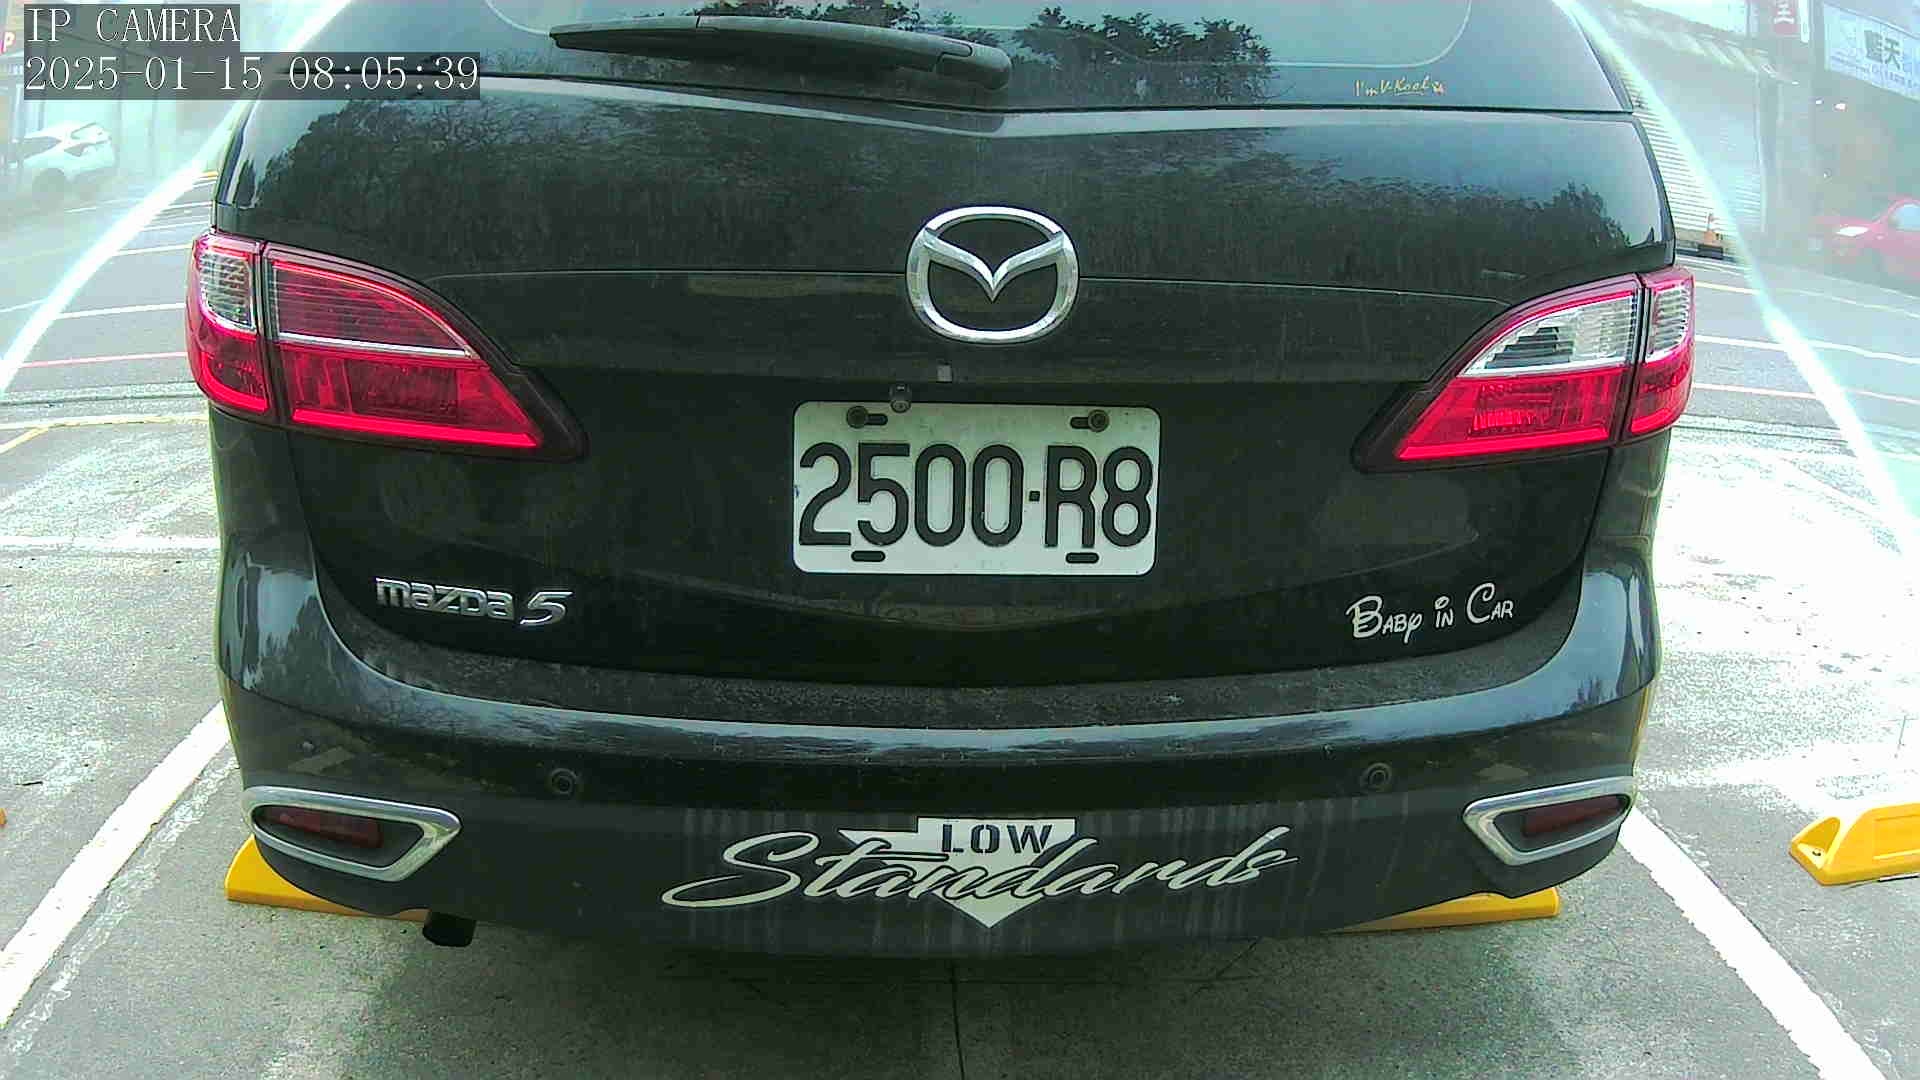 IP CAMERA
2025-01-15 08:05:39
I'm V-Kool
2500·R8
mazda 5
Baby in Car
LOW
Standards